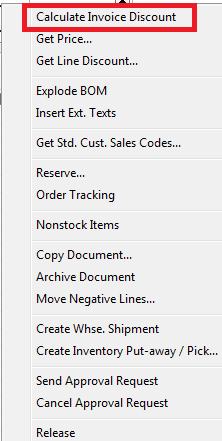 Calculate Invoice Discount
Get Price...
Get Line Discount...
Explode BOM
Insert Ext. Texts
Get Std. Cust. Sales Codes...
Reserve...
Order Tracking
Nonstock Items
Copy Document...
Archive Document
Move Negative Lines...
Create Whse. Shipment
Create Inventory Put-away / Pick...
Send Approval Request
Cancel Approval Request
Release